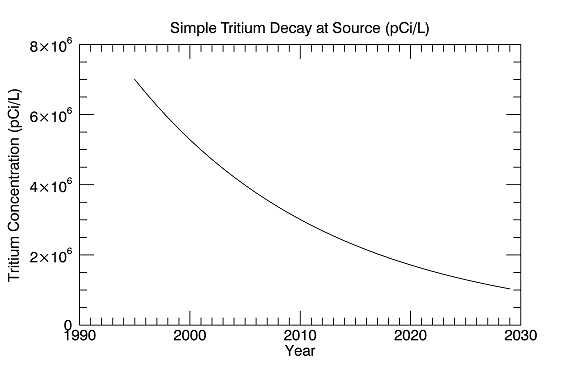 Simple Tritium Decay at Source (pCi/L)
Tritium Concentration (pCi/L)
8×10⁶
6×10⁶
4×10⁶
2×10⁶
0
1990 2000 2010 2020 2030
Year